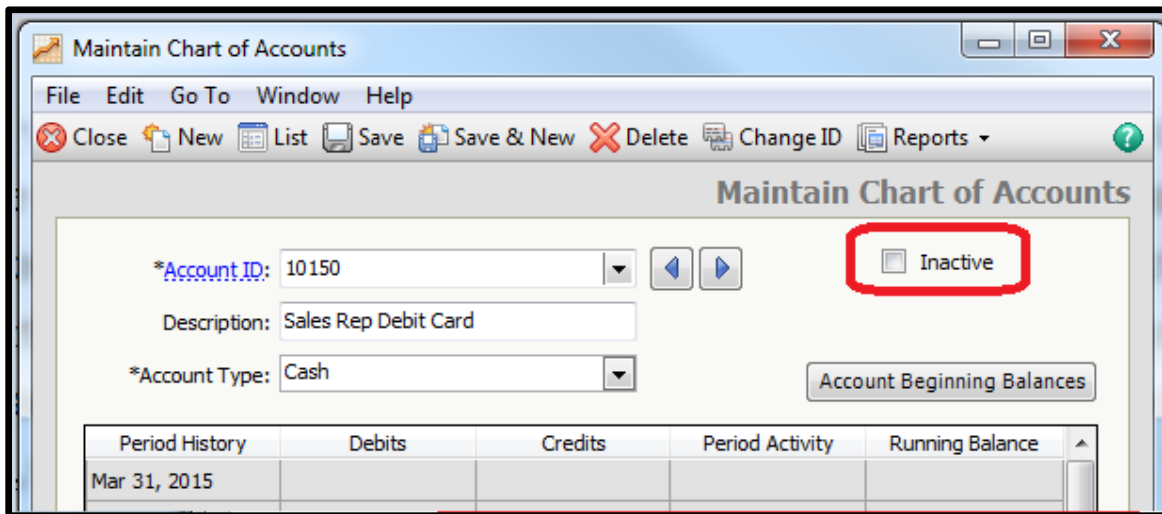 Maintain Chart of Accounts
File Edit Go To Window Help
Close New List Save Save & New Delete Change ID Reports ?
Maintain Chart of Accounts
*Account ID: 10150 Inactive
Description: Sales Rep Debit Card
*Account Type: Cash Account Beginning Balances
Period History Debits Credits Period Activity Running Balance
Mar 31, 2015